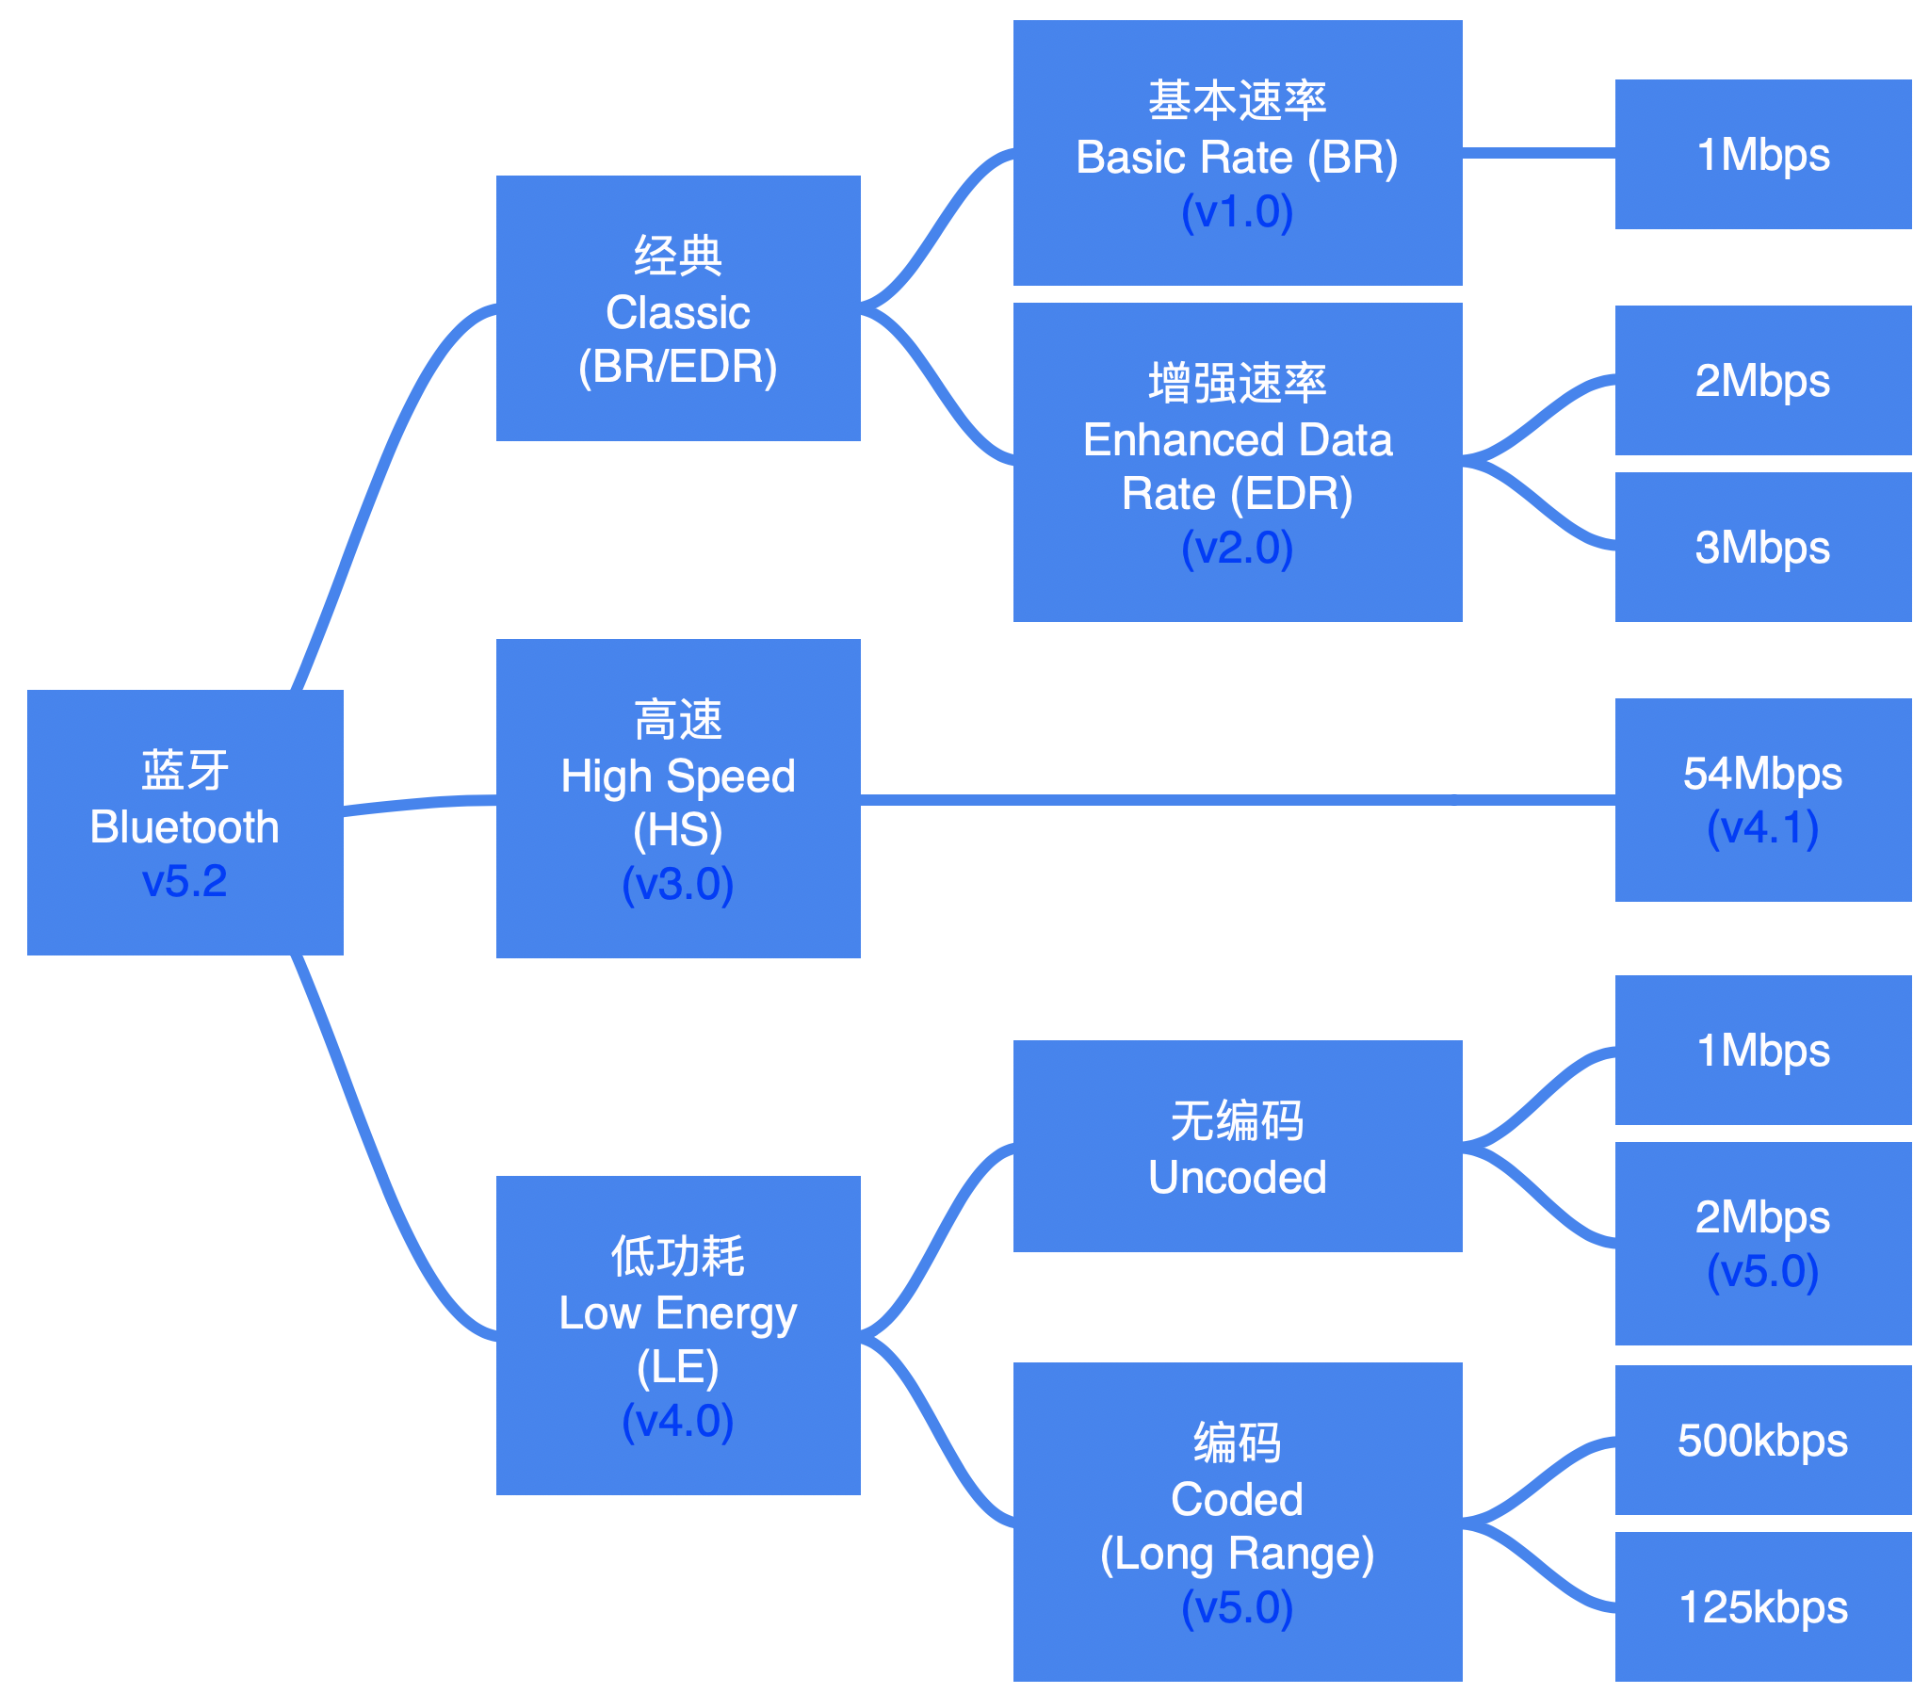 蓝牙
Bluetooth
v5.2
经典
Classic
(BR/EDR)
基本速率
Basic Rate (BR)
(v1.0)
1Mbps
增强速率
Enhanced Data
Rate (EDR)
(v2.0)
2Mbps
3Mbps
高速
High Speed
(HS)
(v3.0)
54Mbps
(v4.1)
低功耗
Low Energy
(LE)
(v4.0)
无编码
Uncoded
1Mbps
2Mbps
(v5.0)
编码
Coded
(Long Range)
(v5.0)
500kbps
125kbps